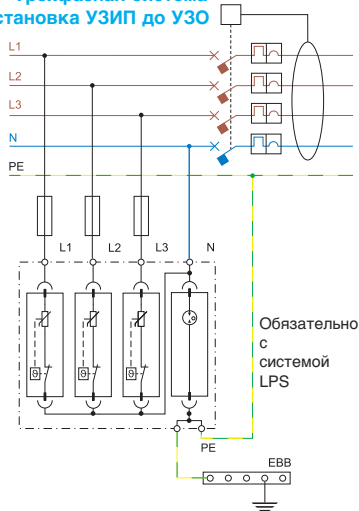 становка УЗИП до УЗО
L1
L2
L3
N
PE
L1 L2 L3 N
Обязательно
с
системой
LPS
PE
EBB